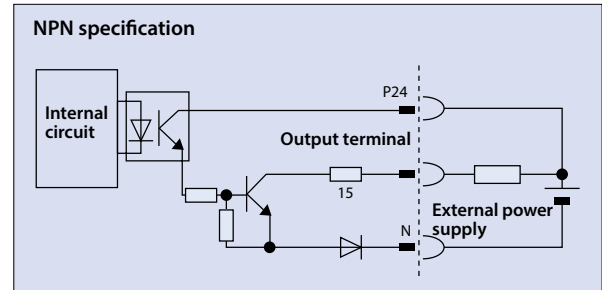 NPN specification
Internal
circuit
P24
Output terminal
15
External power
supply
N